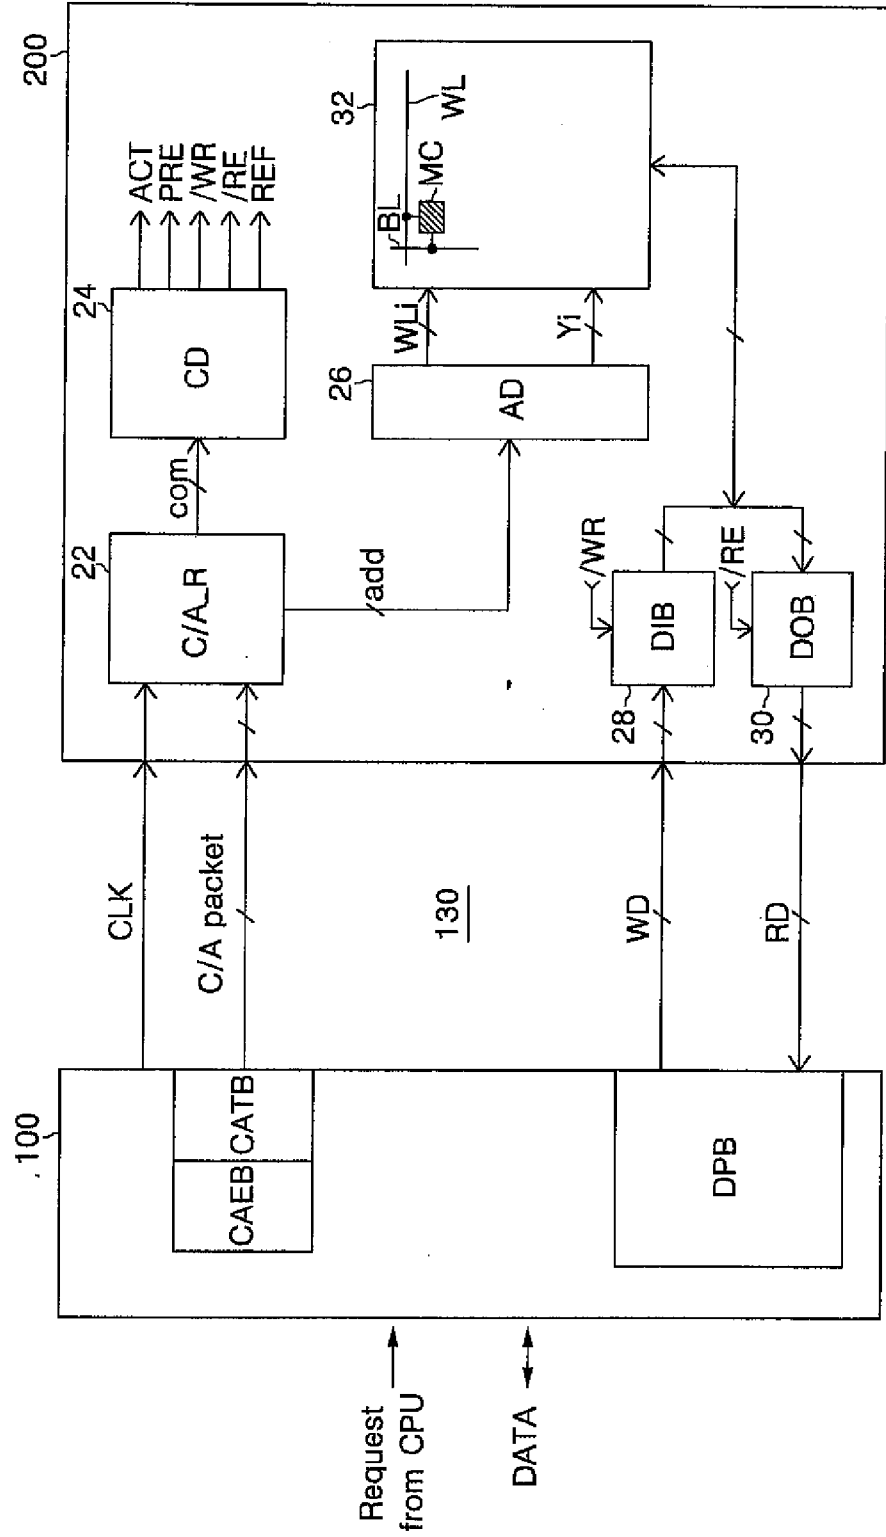 200
22
24
C/A_R
com
CD
ACT
PRE
/WR
/RE
REF
32
BL
WL
MC
26
AD
WLi
Yi
add
/WR
DIB
28
/RE
DOB
30
CLK
C/A packet
130
WD
RD
100
CAEB
CATB
DPB
Request
from CPU
DATA